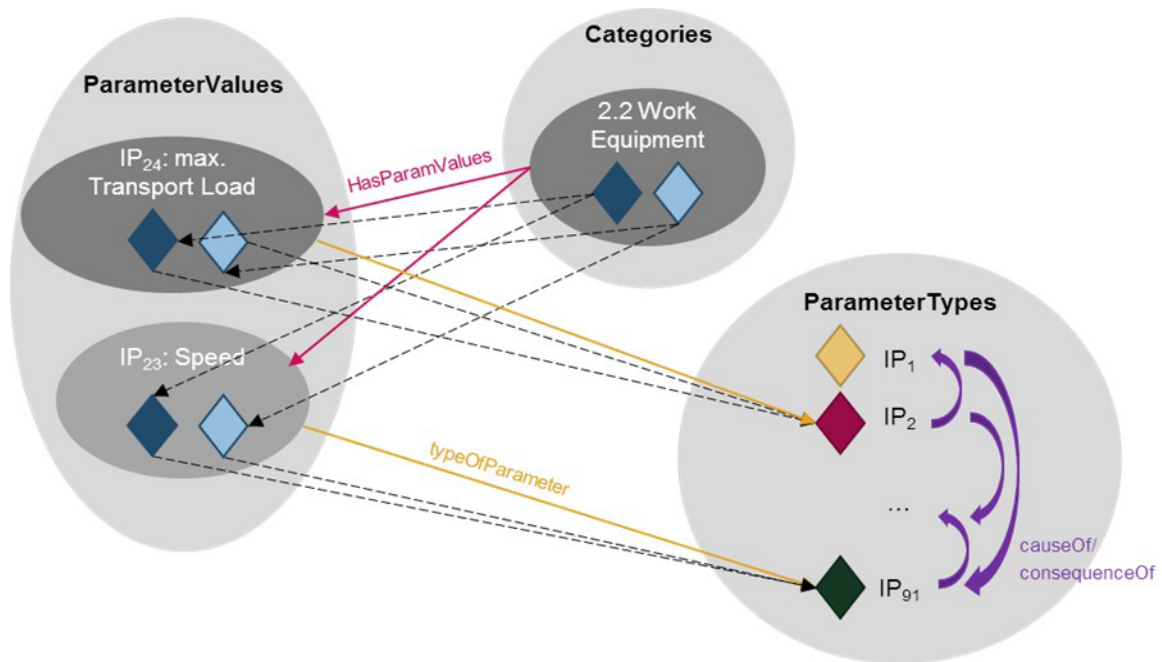 Categories
ParameterValues
2.2 Work
Equipment
IP₂₄: max.
Transport Load
HasParamValues
ParameterTypes
IP₂₃: Speed
IP₁
IP₂
typeOfParameter
...
causeOf/
consequenceOf
IP₉₁